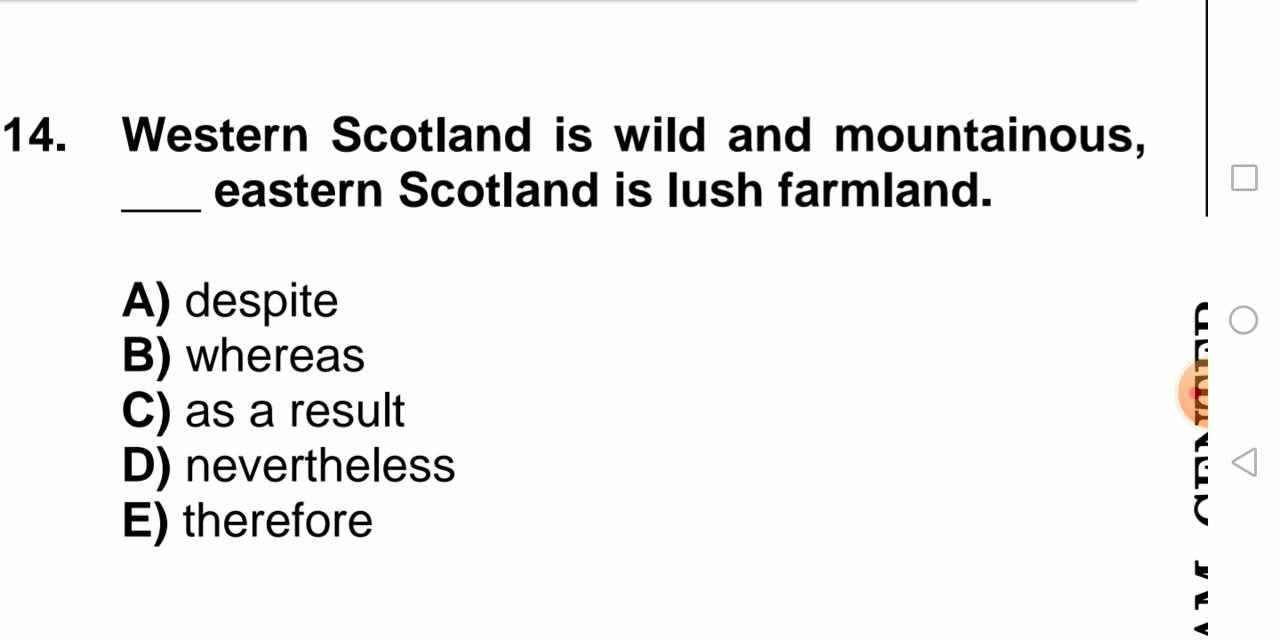 14. Western Scotland is wild and mountainous,
____ eastern Scotland is lush farmland.
A) despite
B) whereas
C) as a result
D) nevertheless
E) therefore